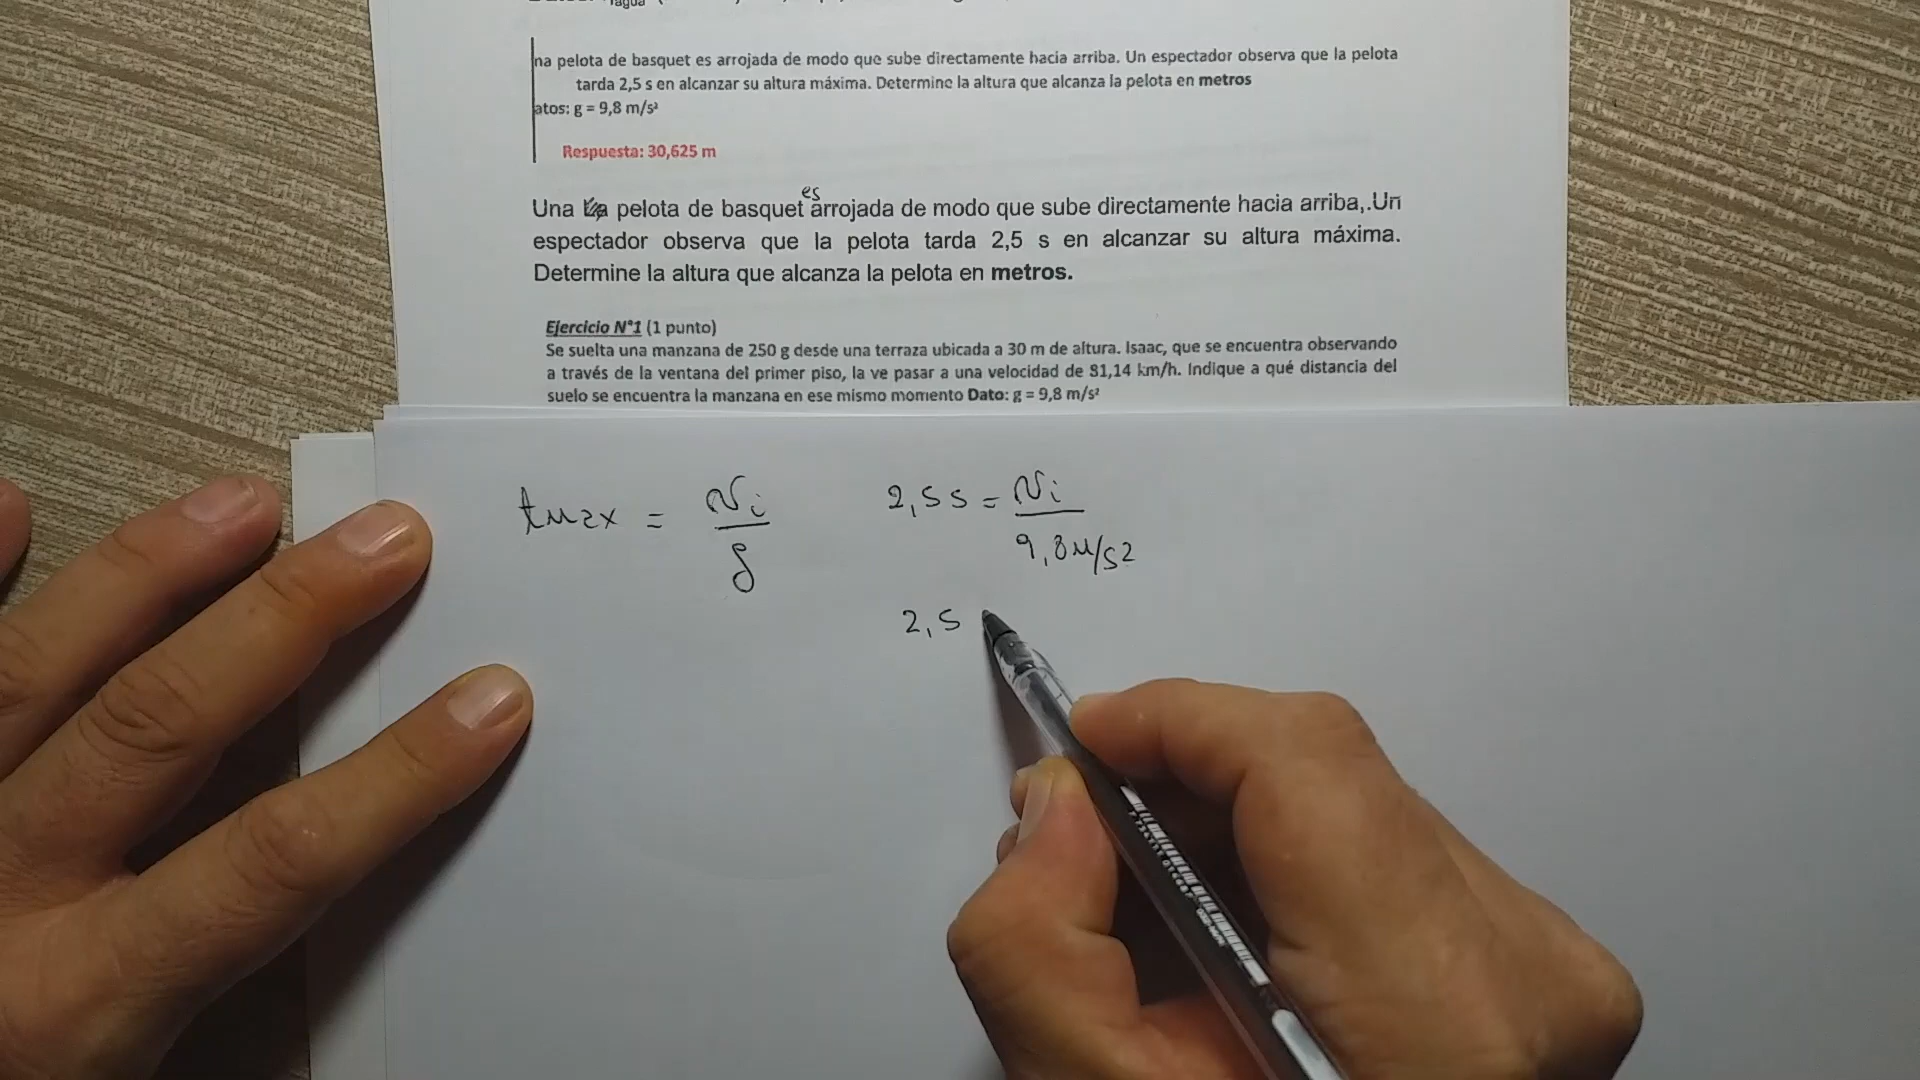 na pelota de basquet es arrojada de modo que sube directamente hacia arriba. Un espectador observa que la pelota
tarda 2,5 s en alcanzar su altura máxima. Determine la altura que alcanza la pelota en metros
atos: g = 9,8 m/s²
Respuesta: 30,625 m
es
Una pelota de basquet arrojada de modo que sube directamente hacia arriba,.Un
espectador observa que la pelota tarda 2,5 s en alcanzar su altura máxima.
Determine la altura que alcanza la pelota en metros.
Ejercicio N°1 (1 punto)
Se suelta una manzana de 250 g desde una terraza ubicada a 30 m de altura. Isaac, que se encuentra observando
a través de la ventana del primer piso, la ve pasar a una velocidad de 81,14 km/h. Indique a qué distancia del
suelo se encuentra la manzana en ese mismo momento Dato: g = 9,8 m/s²
tmax = Vi / g
2,5 s = Vi / 9,8 m/s2
2,5